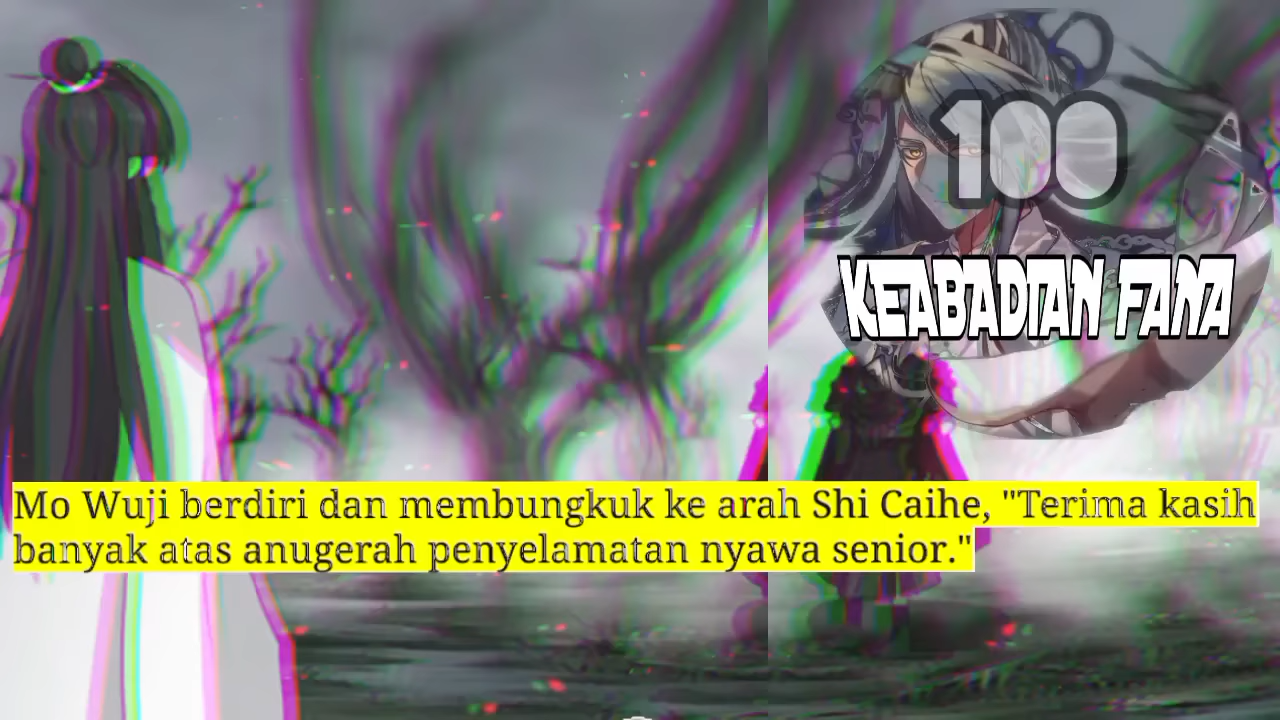 100
KEABADIAN FANA
Mo Wuji berdiri dan membungkuk ke arah Shi Caihe, "Terima kasih
banyak atas anugerah penyelamatan nyawa senior."